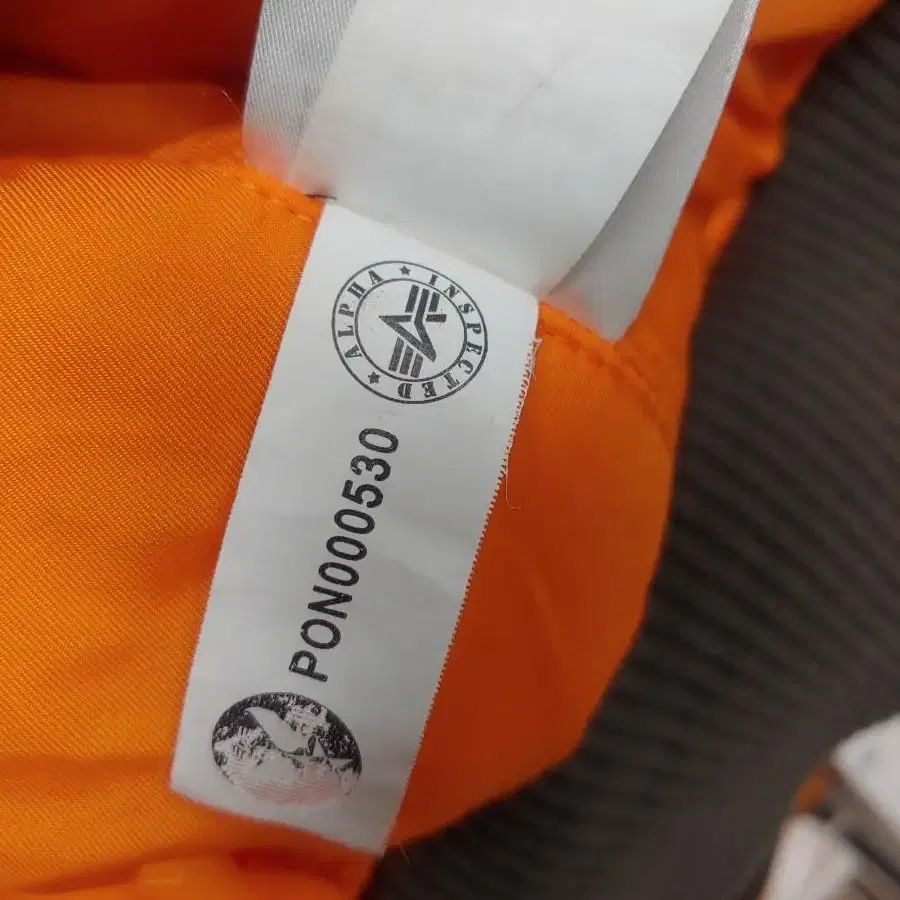 ALPHA ★ INSPECTED ★
PON000530